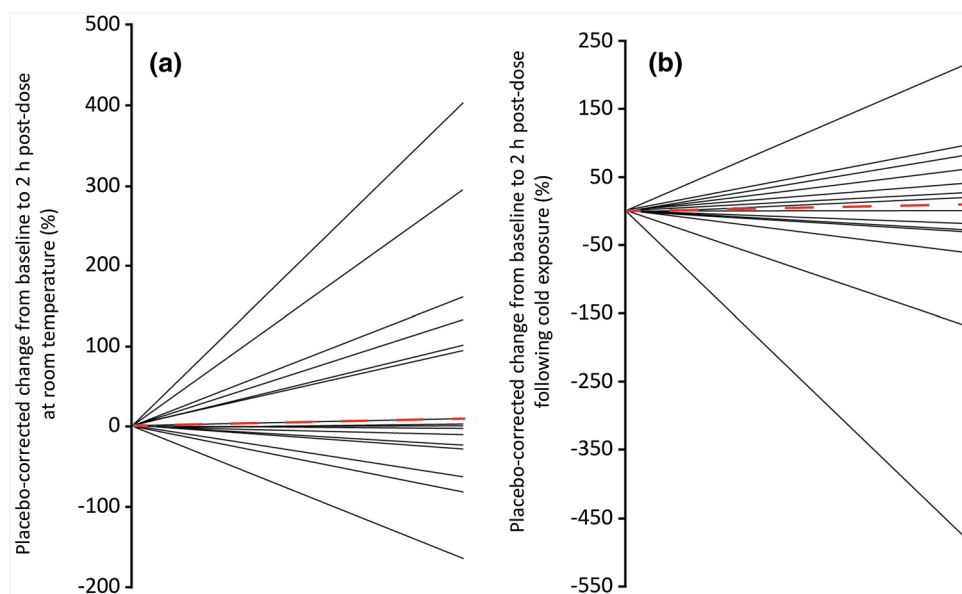 Placebo-corrected change from baseline to 2 h post-dose
at room temperature (%)
500
400
300
200
100
0
-100
-200
(a)
Placebo-corrected change from baseline to 2 h post-dose
following cold exposure (%)
250
150
50
-50
-150
-250
-350
-450
-550
(b)